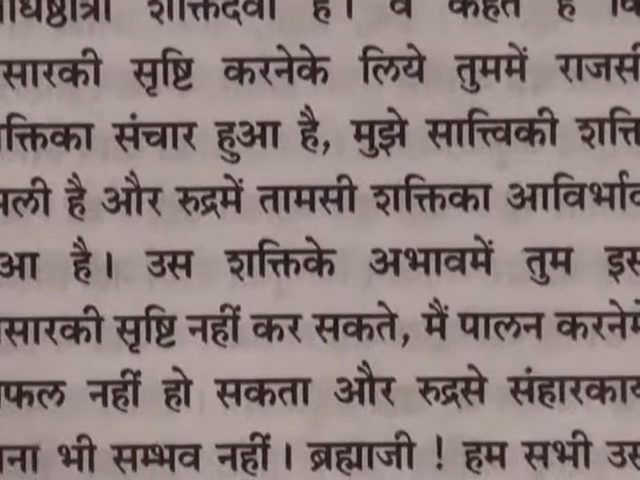 शक्तिदेवी है। वे कहते हैं
सारकी सृष्टि करनेके लिये तुममें राजसी
क्तिका संचार हुआ है, मुझे सात्त्विकी शक्ति
मली है और रुद्रमें तामसी शक्तिका आविर्भाव
आ है। उस शक्तिके अभावमें तुम इस
सारकी सृष्टि नहीं कर सकते, मैं पालन करनेमें
फल नहीं हो सकता और रुद्रसे संहारकार
ना भी सम्भव नहीं। ब्रह्माजी ! हम सभी उस